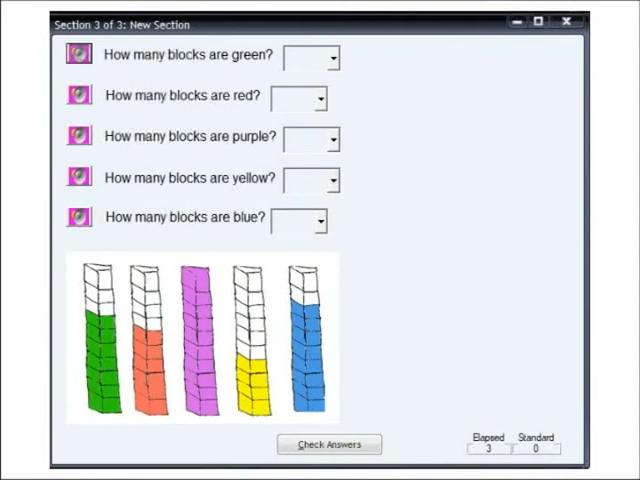 Section 3 of 3: New Section
How many blocks are green?
How many blocks are red?
How many blocks are purple?
How many blocks are yellow?
How many blocks are blue?
Check Answers
Elapsed Standard
3 0